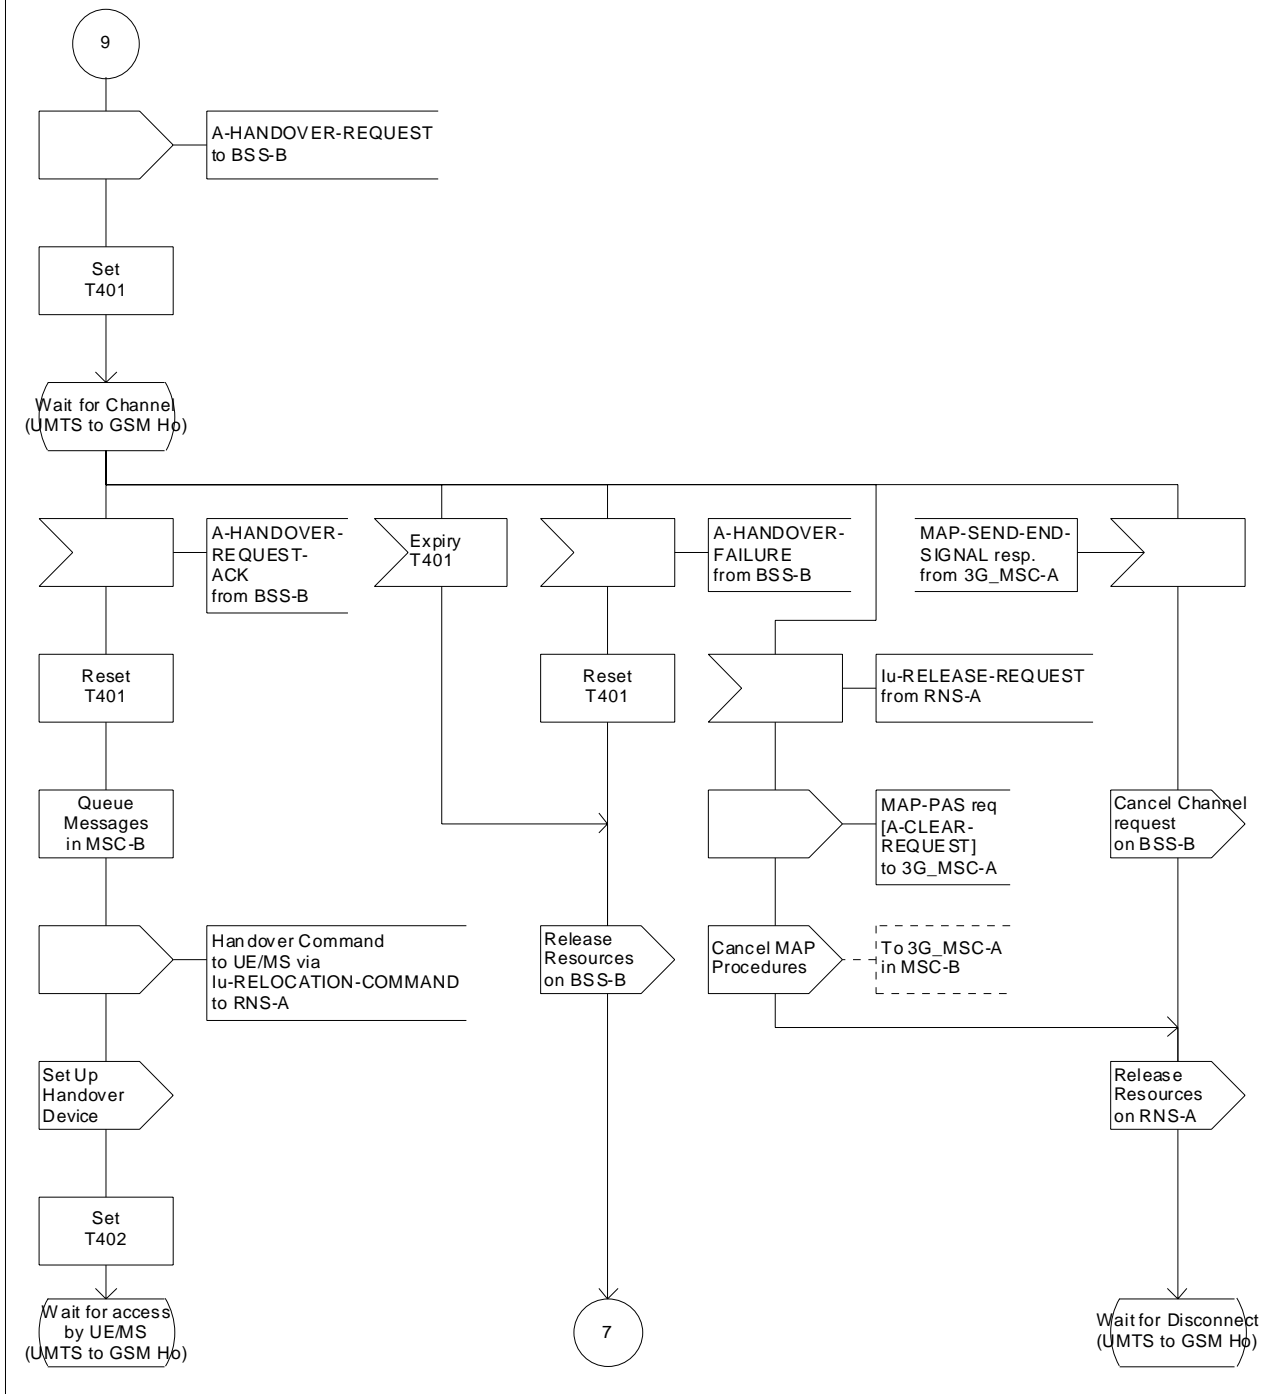 9
A-HANDOVER-REQUEST
to BSS-B
Set
T401
Wait for Channel
(UMTS to GSM Ho)
A-HANDOVER-
REQUEST-
ACK
from BSS-B
Expiry
T401
A-HANDOVER-
FAILURE
from BSS-B
MAP-SEND-END-
SIGNAL resp.
from 3G_MSC-A
Reset
T401
Reset
T401
Iu-RELEASE-REQUEST
from RNS-A
Queue
Messages
in MSC-B
MAP-PAS req
[A-CLEAR-
REQUEST]
to 3G_MSC-A
Cancel Channel
request
on BSS-B
Handover Command
to UE/MS via
Iu-RELOCATION-COMMAND
to RNS-A
Release
Resources
on BSS-B
Cancel MAP
Procedures
To 3G_MSC-A
in MSC-B
Set Up
Handover
Device
Release
Resources
on RNS-A
Set
T402
Wait for access
by UE/MS
(UMTS to GSM Ho)
7
Wait for Disconnect
(UMTS to GSM Ho)